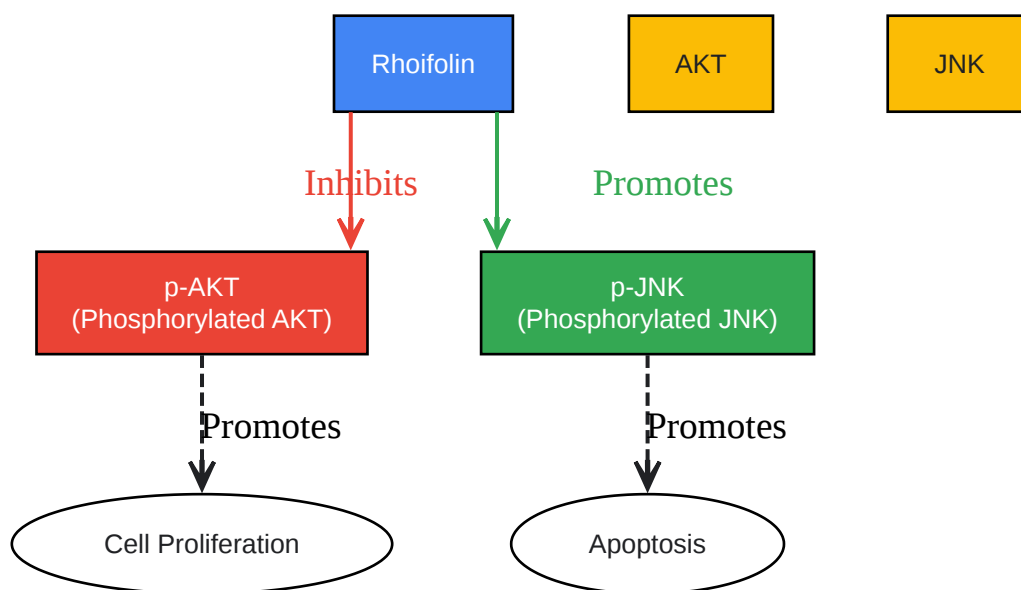 Rhoifolin
AKT
JNK
Inhibits
Promotes
p-AKT
(Phosphorylated AKT)
p-JNK
(Phosphorylated JNK)
Promotes
Promotes
Cell Proliferation
Apoptosis